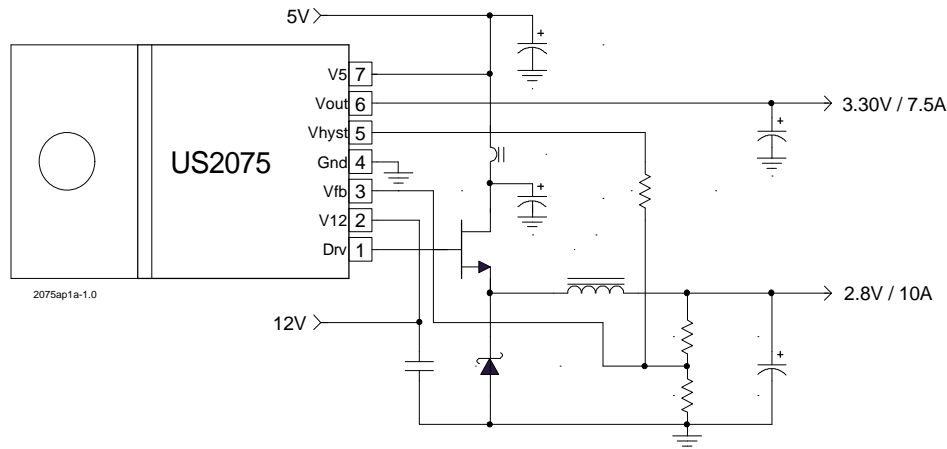 5V
V5 7
Vout 6
3.30V / 7.5A
Vhyst 5
US2075
Gnd 4
Vfb 3
V12 2
Drv 1
2075ap1a-1.0
2.8V / 10A
12V
+
+
+
+